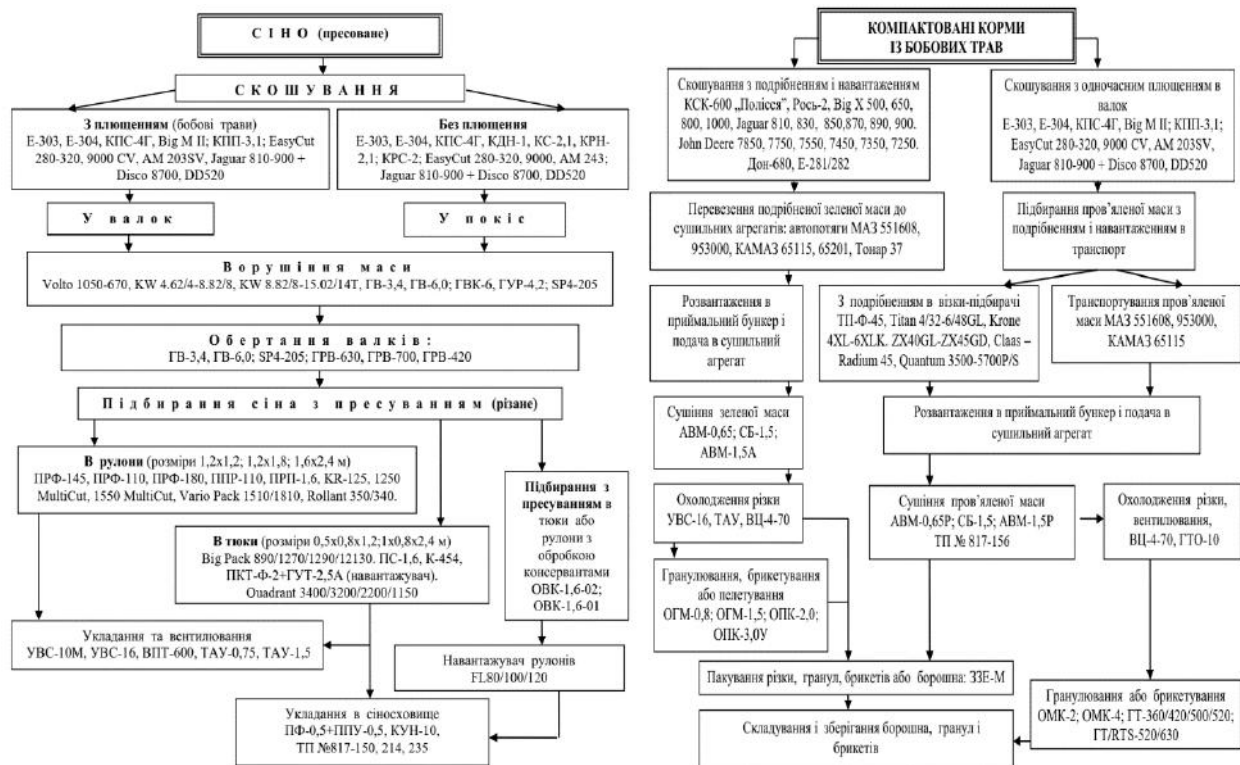 СІНО (пресоване)
СКОШУВАННЯ
З плющенням (бобові трави)
Е-303, Е-304, КПС-4Г, Big M II; КПП-3,1; EasyCut
280-320, 9000 CV, AM 203SV, Jaguar 810-900 +
Disco 8700, DD520
Без плющення
Е-303, Е-304, КПС-4Г, КДН-1, КС-2,1, КРН-
2,1; КРС-2; EasyCut 280-320, 9000, AM 243;
Jaguar 810-900 + Disco 8700, DD520
У валок
У покіс
Ворушіння маси
Volto 1050-670, KW 4.62/4-8.82/8, KW 8.82/8-15.02/14T, ГВ-3,4, ГВ-6,0; ГВК-6, ГУР-4,2; SP4-205
Обертання валків:
ГВ-3,4, ГВ-6,0; SP4-205; ГРВ-630, ГРВ-700, ГРВ-420
Підбирання сіна з пресуванням (різане)
В рулони (розміри 1,2х1,2; 1,2х1,8; 1,6х2,4 м)
ПРФ-145, ПРФ-110, ПРФ-180, ППР-110, ПРП-1,6, KR-125, 1250
MultiCut, 1550 MultiCut, Vario Pack 1510/1810, Rollant 350/340.
В тюки (розміри 0,5х0,8х1,2;1х0,8х2,4 м)
Big Pack 890/1270/1290/12130. ПС-1,6, К-454,
ПКТ-Ф-2+ГУТ-2,5А (навантажувач).
Quadrant 3400/3200/2200/1150
Підбирання з
пресуванням в
тюки або
рулони з
обробкою
консервантами
ОВК-1,6-02;
ОВК-1,6-01
Укладання та вентилювання
УВС-10М, УВС-16, ВПТ-600, ТАУ-0,75, ТАУ-1,5
Навантажувач рулонів
FL80/100/120
Укладання в сіносховище
ПФ-0,5+ППУ-0,5, КУН-10,
ТП №817-150, 214, 235
КОМПАКТОВАНІ КОРМИ
ІЗ БОБОВИХ ТРАВ
Скошування з подрібненням і навантаженням
КСК-600 „Полісся”, Рось-2, Big X 500, 650,
800, 1000, Jaguar 810, 830, 850,870, 890, 900.
John Deere 7850, 7750, 7550, 7450, 7350, 7250.
Дон-680, Е-281/282
Скошування з одночасним плющенням в
валок
Е-303, Е-304, КПС-4Г, Big M II; КПП-3,1;
EasyCut 280-320, 9000 CV, AM 203SV,
Jaguar 810-900 + Disco 8700, DD520
Перевезення подрібненої зеленої маси до
сушильних агрегатів: автопотяги МАЗ 551608,
953000, КАМАЗ 65115, 65201, Тонар 37
Підбирання пров’яленої маси з
подрібненням і навантаженням в
транспорт
Розвантаження в
приймальний бункер і
подача в сушильний
агрегат
З подрібненням в візки-підбирачі
ТП-Ф-45, Titan 4/32-6/48GL, Krone
4XL-6XLK. ZX40GL-ZX45GD, Claas –
Radium 45, Quantum 3500-5700P/S
Транспортування пров’яленої
маси МАЗ 551608, 953000,
КАМАЗ 65115
Сушіння зеленої маси
АВМ-0,65; СБ-1,5;
АВМ-1,5А
Розвантаження в приймальний бункер і подача в
сушильний агрегат
Охолодження різки
УВС-16, ТАУ, ВЦ-4-70
Сушіння пров’яленої маси
АВМ-0,65Р; СБ-1,5; АВМ-1,5Р
ТП № 817-156
Охолодження різки,
вентилювання,
ВЦ-4-70, ГТО-10
Гранулювання, брикетування
або пелетування
ОГМ-0,8; ОГМ-1,5; ОПК-2,0;
ОПК-3,0У
Пакування різки, гранул, брикетів або борошна: ЗЗЕ-М
Гранулювання або брикетування
ОМК-2; ОМК-4; ГТ-360/420/500/520;
ГТ/RTS-520/630
Складування і зберігання борошна, гранул і
брикетів